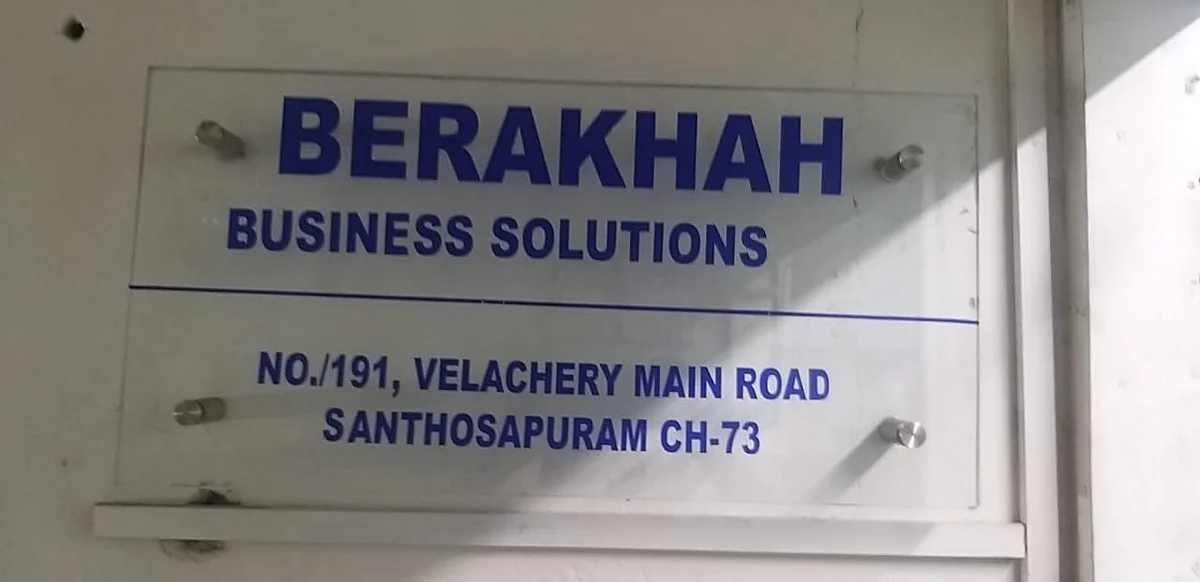 BERAKHAH
BUSINESS SOLUTIONS
NO./191, VELACHERY MAIN ROAD
SANTHOSAPURAM CH-73